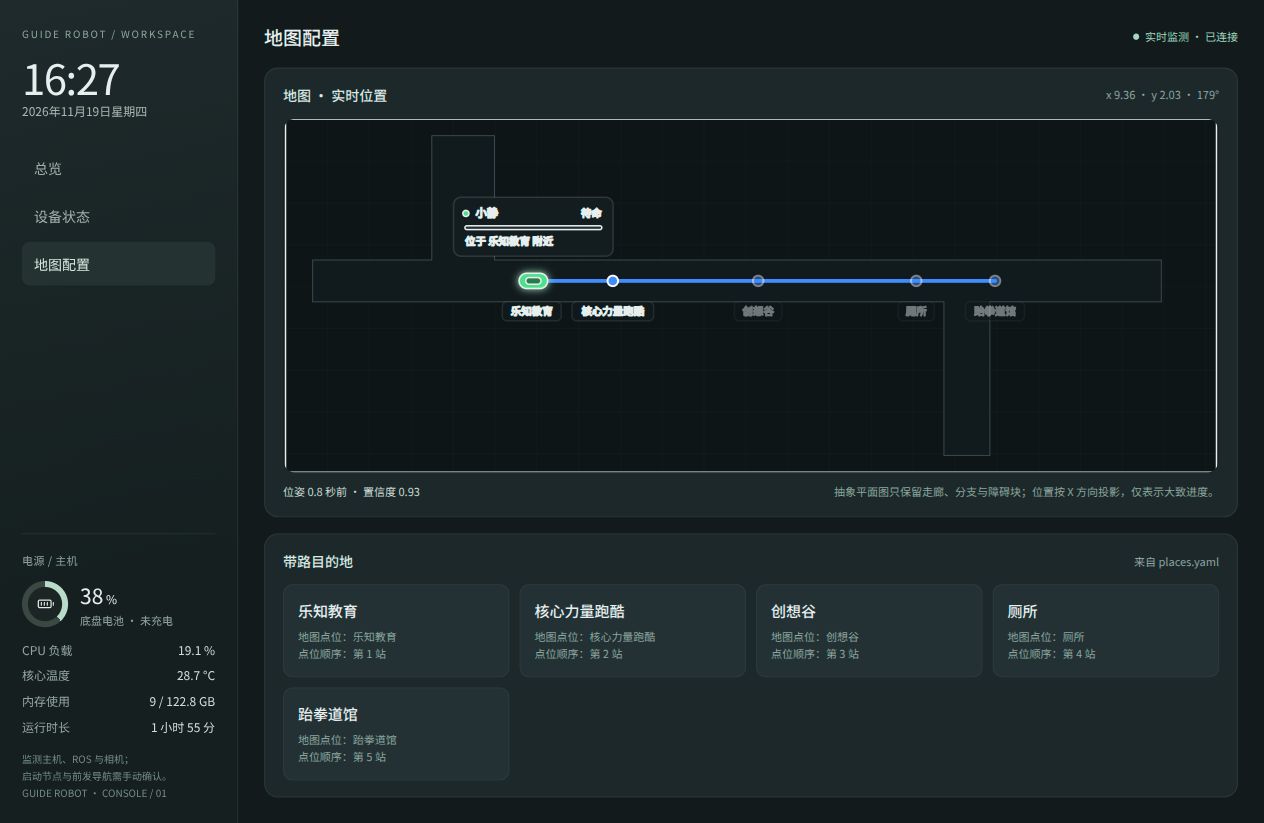 GUIDE ROBOT / WORKSPACE
16:27
2026年11月19日星期四
总览
设备状态
地图配置
电源 / 主机
38 %
底盘电池 · 未充电
CPU 负载 19.1 %
核心温度 28.7 °C
内存使用 9 / 122.8 GB
运行时长 1 小时 55 分
监测主机、ROS 与相机；
启动节点与前发导航需手动确认。
GUIDE ROBOT · CONSOLE / 01
地图配置
实时监测 · 已连接
地图 · 实时位置
x 9.36 · y 2.03 · 179°
小静 待命
位于 乐知教育 附近
乐知教育 核心力量跑酷 创想谷 厕所 跆拳道馆
位姿 0.8 秒前 · 置信度 0.93
抽象平面图只保留走廊、分支与障碍块；位置按 X 方向投影，仅表示大致进度。
带路目的地
来自 places.yaml
乐知教育
地图点位：乐知教育
点位顺序：第 1 站
核心力量跑酷
地图点位：核心力量跑酷
点位顺序：第 2 站
创想谷
地图点位：创想谷
点位顺序：第 3 站
厕所
地图点位：厕所
点位顺序：第 4 站
跆拳道馆
地图点位：跆拳道馆
点位顺序：第 5 站